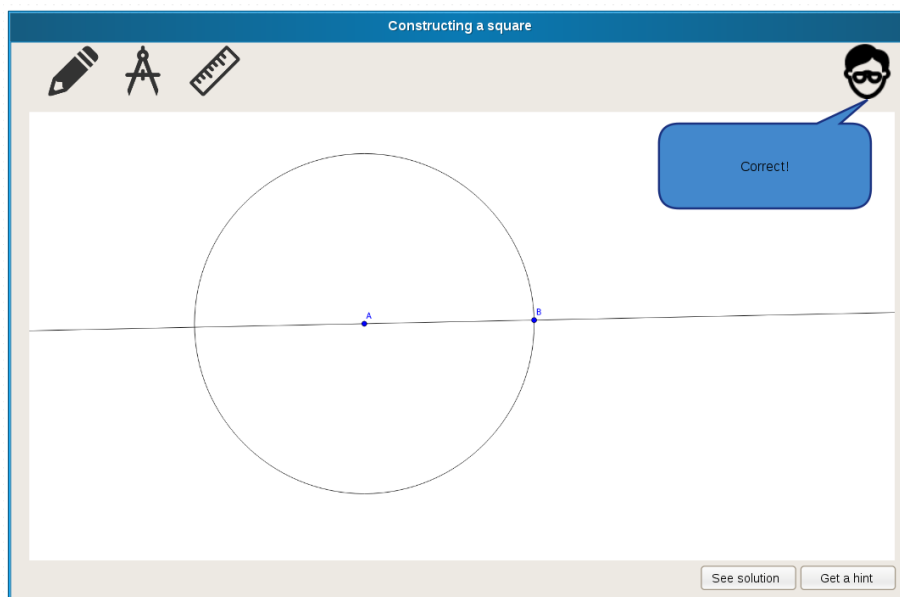 Constructing a square
Correct!
A
B
See solution
Get a hint